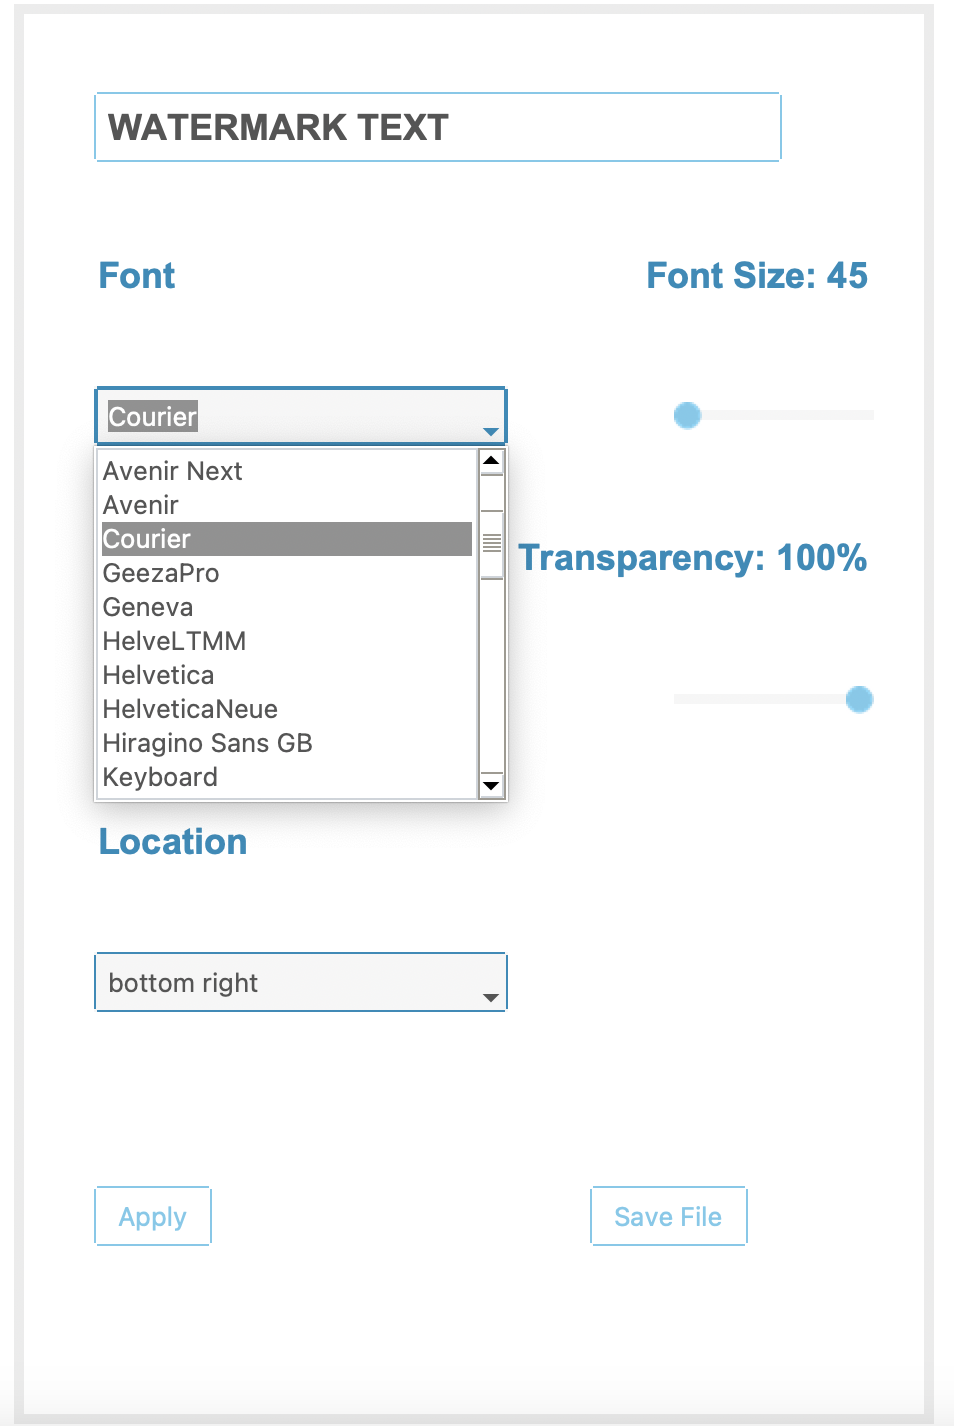 WATERMARK TEXT
Font
Font Size: 45
Courier
Avenir Next
Avenir
Courier
GeezaPro
Geneva
HelveLTMM
Helvetica
HelveticaNeue
Hiragino Sans GB
Keyboard
Transparency: 100%
Location
bottom right
Apply
Save File